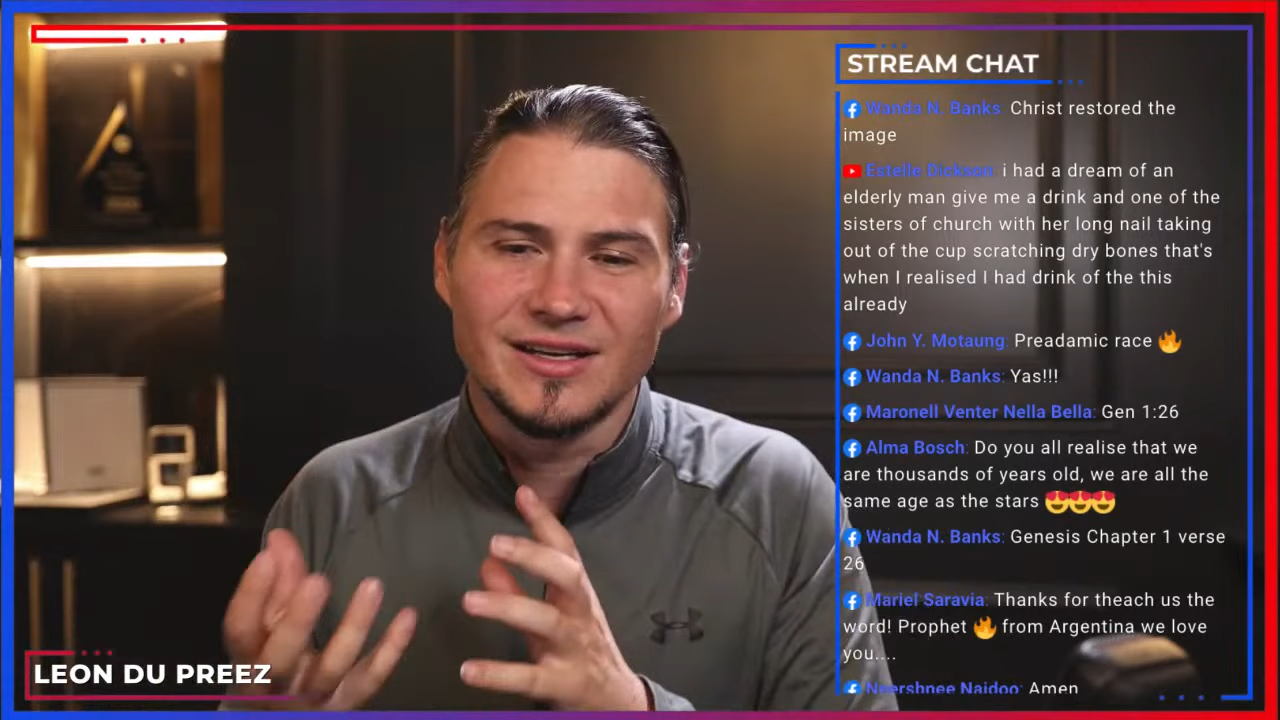 STREAM CHAT
Wanda N. Banks: Christ restored the
image
Estelle Dickson: i had a dream of an
elderly man give me a drink and one of the
sisters of church with her long nail taking
out of the cup scratching dry bones that's
when I realised I had drink of the this
already
John Y. Motaung: Preadamic race 🔥
Wanda N. Banks: Yas!!!
Maronell Venter Nella Bella: Gen 1:26
Alma Bosch: Do you all realise that we
are thousands of years old, we are all the
same age as the stars 😍😍😍
Wanda N. Banks: Genesis Chapter 1 verse
26
Mariel Saravia: Thanks for theach us the
word! Prophet 🔥 from Argentina we love
you....
Neershnee Naidoo: Amen
LEON DU PREEZ